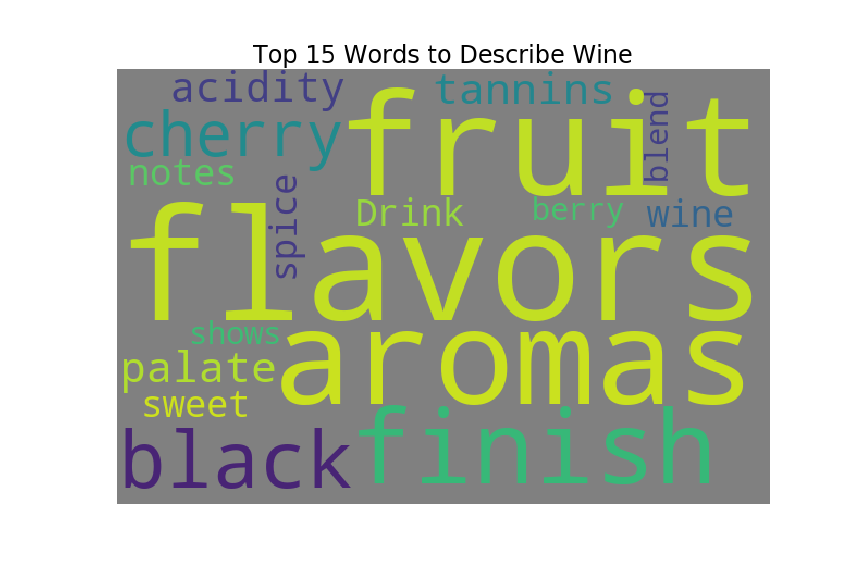 Top 15 Words to Describe Wine
acidity
tannins
fruit
blend
cherry
notes
spice
Drink
berry
wine
flavors
shows
aromas
palate
sweet
black
finish